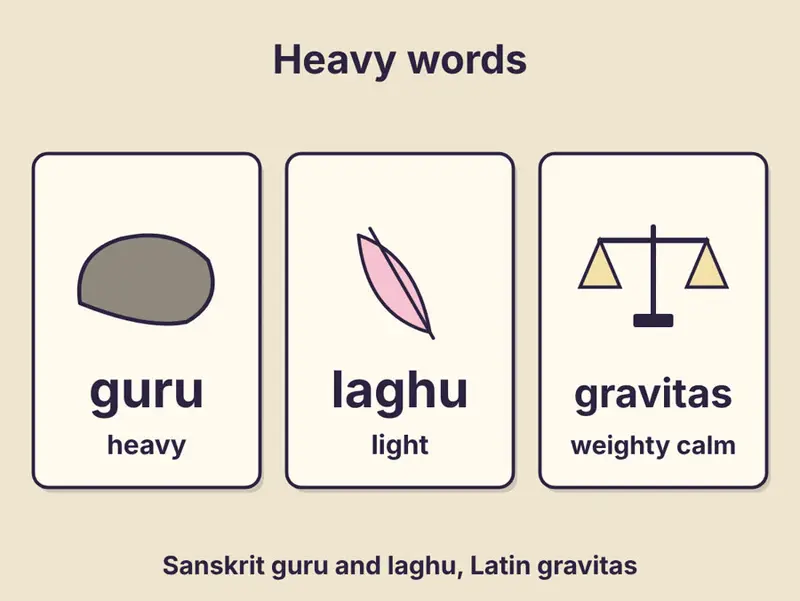 Heavy words
guru
heavy
laghu
light
gravitas
weighty calm
Sanskrit guru and laghu, Latin gravitas